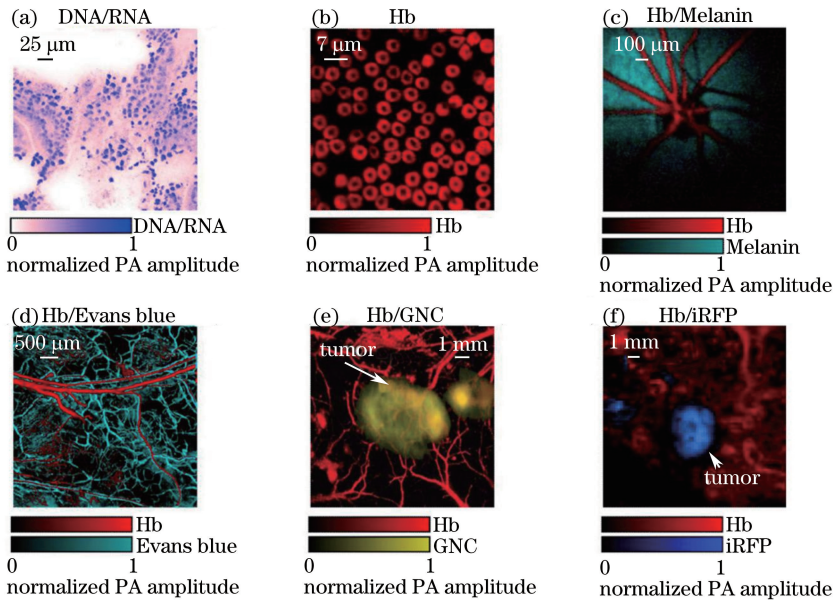 (a) DNA/RNA
25 μm
DNA/RNA
0 1
normalized PA amplitude
(b) Hb
7 μm
Hb
0 1
normalized PA amplitude
(c) Hb/Melanin
100 μm
Hb
Melanin
0 1
normalized PA amplitude
(d) Hb/Evans blue
500 μm
Hb
Evans blue
0 1
normalized PA amplitude
(e) Hb/GNC
tumor
1 mm
Hb
GNC
0 1
normalized PA amplitude
(f) Hb/iRFP
1 mm
tumor
Hb
iRFP
0 1
normalized PA amplitude